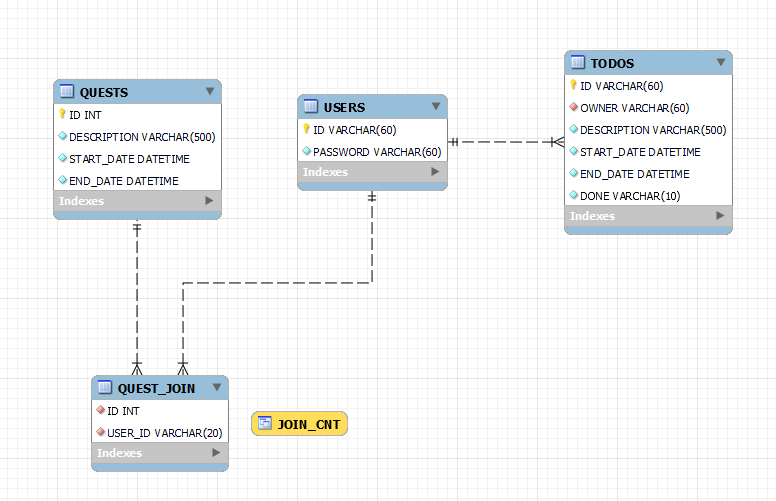 QUESTS
ID INT
DESCRIPTION VARCHAR(500)
START_DATE DATETIME
END_DATE DATETIME
Indexes
USERS
ID VARCHAR(60)
PASSWORD VARCHAR(60)
Indexes
TODOS
ID VARCHAR(60)
OWNER VARCHAR(60)
DESCRIPTION VARCHAR(500)
START_DATE DATETIME
END_DATE DATETIME
DONE VARCHAR(10)
Indexes
QUEST_JOIN
ID INT
USER_ID VARCHAR(20)
Indexes
JOIN_CNT